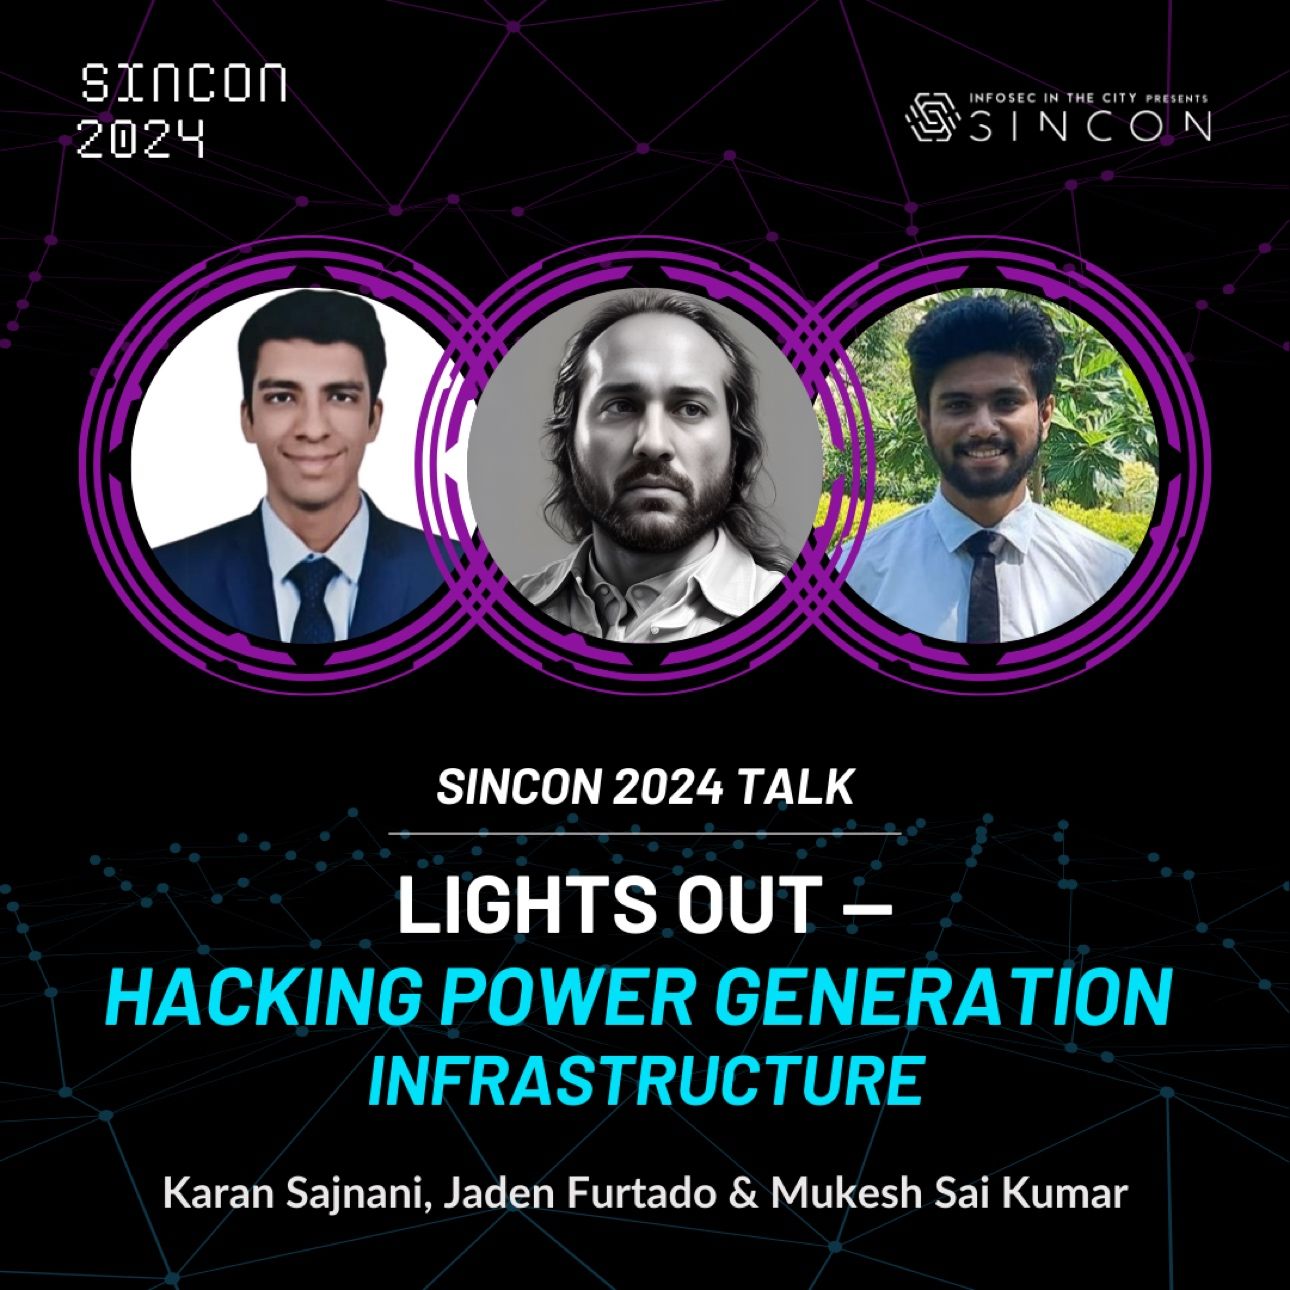 SINCON
2024
INFOSEC IN THE CITY PRESENTS
SINCON
SINCON 2024 TALK
LIGHTS OUT —
HACKING POWER GENERATION
INFRASTRUCTURE
Karan Sajnani, Jaden Furtado & Mukesh Sai Kumar